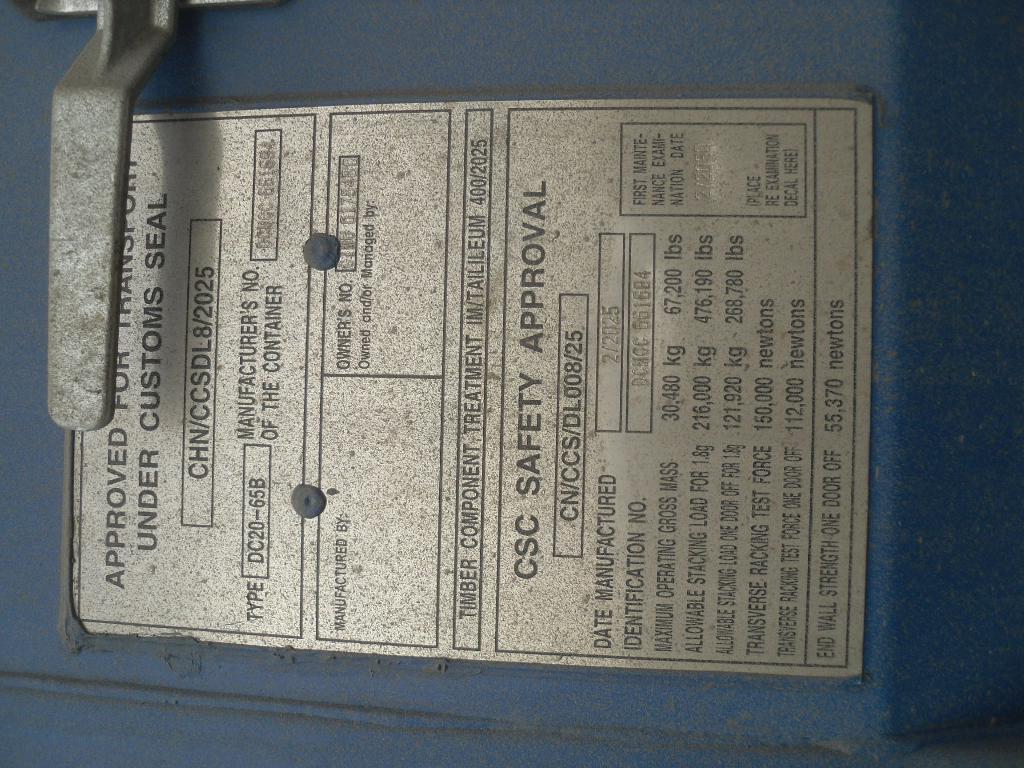 APPROVED FOR TRANSPORT
UNDER CUSTOMS SEAL
CHN/CCSDL8/2025
TYPE DC20-65B MANUFACTURER'S NO.
OF THE CONTAINER
MANUFACTURED BY:
OWNER'S NO.
Owned and/or Managed by:
TIMBER COMPONENT TREATMENT IM/TAILILEUM 400/2025
CSC SAFETY APPROVAL
CN/CCS/DL008/25
DATE MANUFACTURED 2/2025
IDENTIFICATION NO.
MAXIMUM OPERATING GROSS MASS 30,480 kg 67,200 lbs
ALLOWABLE STACKING LOAD FOR 1.8g 216,000 kg 476,190 lbs
ALLOWABLE STACKING LOAD ONE DOOR OFF FOR 1.8g 121,920 kg 268,780 lbs
TRANSVERSE RACKING TEST FORCE 150,000 newtons
TRANSVERSE RACKING TEST FORCE ONE DOOR OFF 112,000 newtons
END WALL STRENGTH ONE DOOR OFF 55,370 newtons
FIRST MAINTE-
NANCE EXAMI-
NATION DATE
(PLACE
RE EXAMINATION
DECAL HERE)